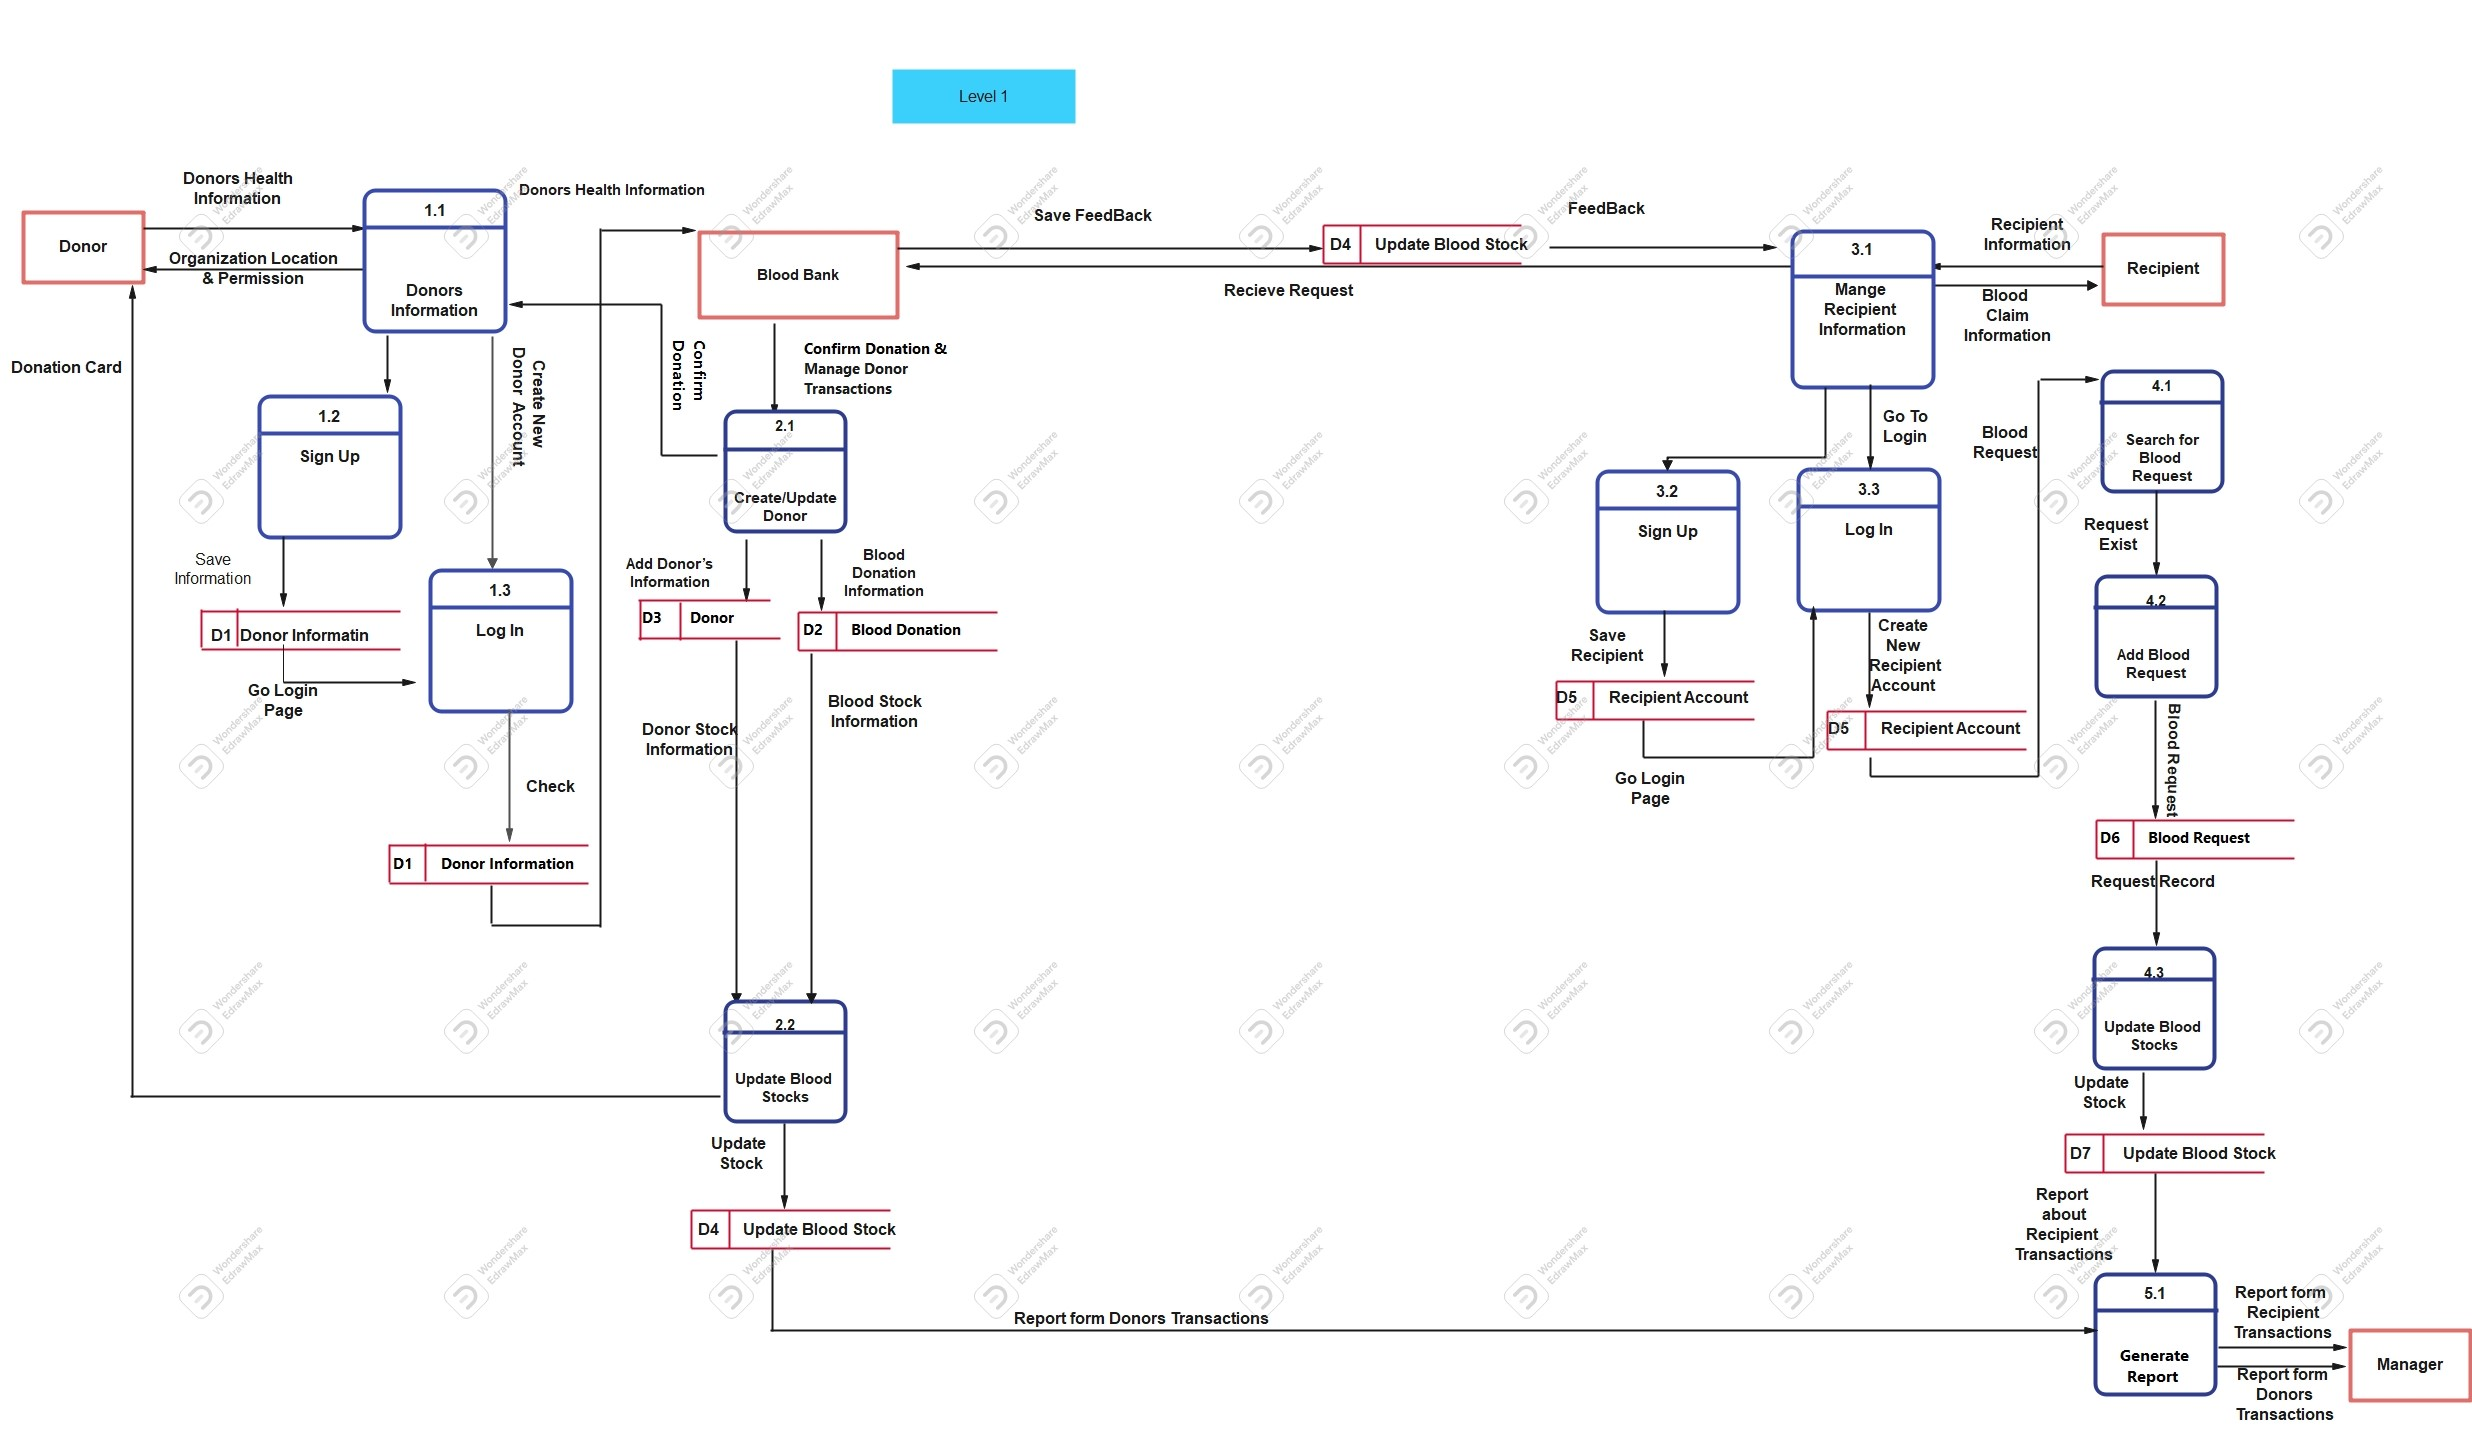 Level 1
Donors Health
Information
Donor
Organization Location
& Permission
1.1
Donors
Information
Donors Health Information
Blood Bank
Save FeedBack
D4
Update Blood Stock
FeedBack
Recieve Request
3.1
Mange
Recipient
Information
Recipient
Information
Recipient
Blood
Claim
Information
Donation Card
Create New
Donor Account
Confirm
Donation
Confirm Donation &
Manage Donor
Transactions
1.2
Sign Up
2.1
Create/Update
Donor
Go To
Login
Blood
Request
4.1
Search for
Blood
Request
3.2
Sign Up
3.3
Log In
Request
Exist
Save
Information
1.3
Log In
Add Donor's
Information
Blood
Donation
Information
D1
Donor Informatin
D3
Donor
D2
Blood Donation
Go Login
Page
4.2
Add Blood
Request
Save
Recipient
Create
New
Recipient
Account
D5
Recipient Account
D5
Recipient Account
Go Login
Page
Donor Stock
Information
Blood Stock
Information
Blood Request
Check
D1
Donor Information
D6
Blood Request
Request Record
4.3
Update Blood
Stocks
2.2
Update Blood
Stocks
Update
Stock
Update
Stock
D7
Update Blood Stock
D4
Update Blood Stock
Report
about
Recipient
Transactions
Report form Donors Transactions
5.1
Generate
Report
Report form
Recipient
Transactions
Manager
Report form
Donors
Transactions
Wondershare
EdrawMax